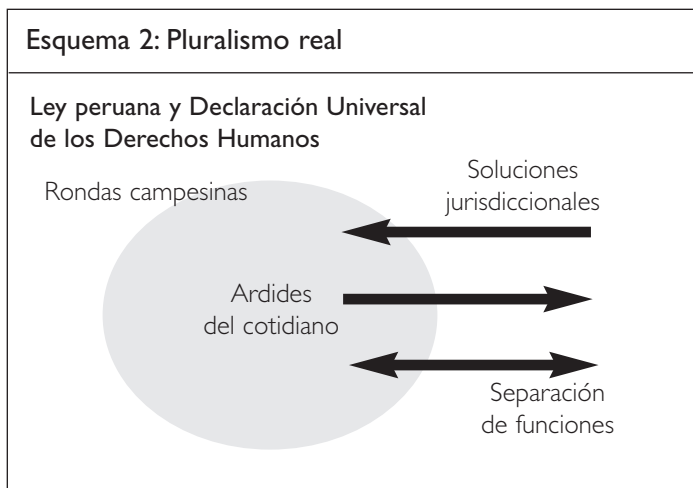 Esquema 2: Pluralismo real
Ley peruana y Declaración Universal
de los Derechos Humanos
Rondas campesinas
Soluciones
jurisdiccionales
Ardides
del cotidiano
Separación
de funciones